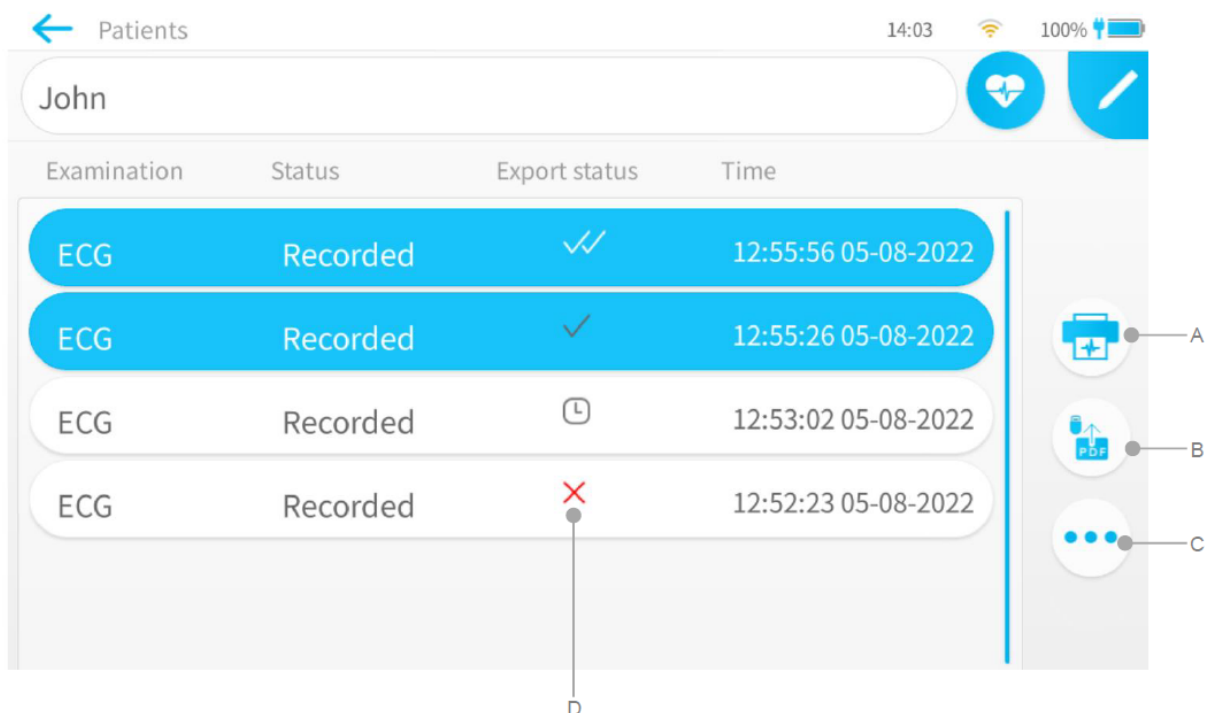 Patients 14:03 100%
John
Examination Status Export status Time
ECG Recorded 12:55:56 05-08-2022
ECG Recorded 12:55:26 05-08-2022
A
ECG Recorded 12:53:02 05-08-2022
PDF
B
ECG Recorded 12:52:23 05-08-2022
C
D